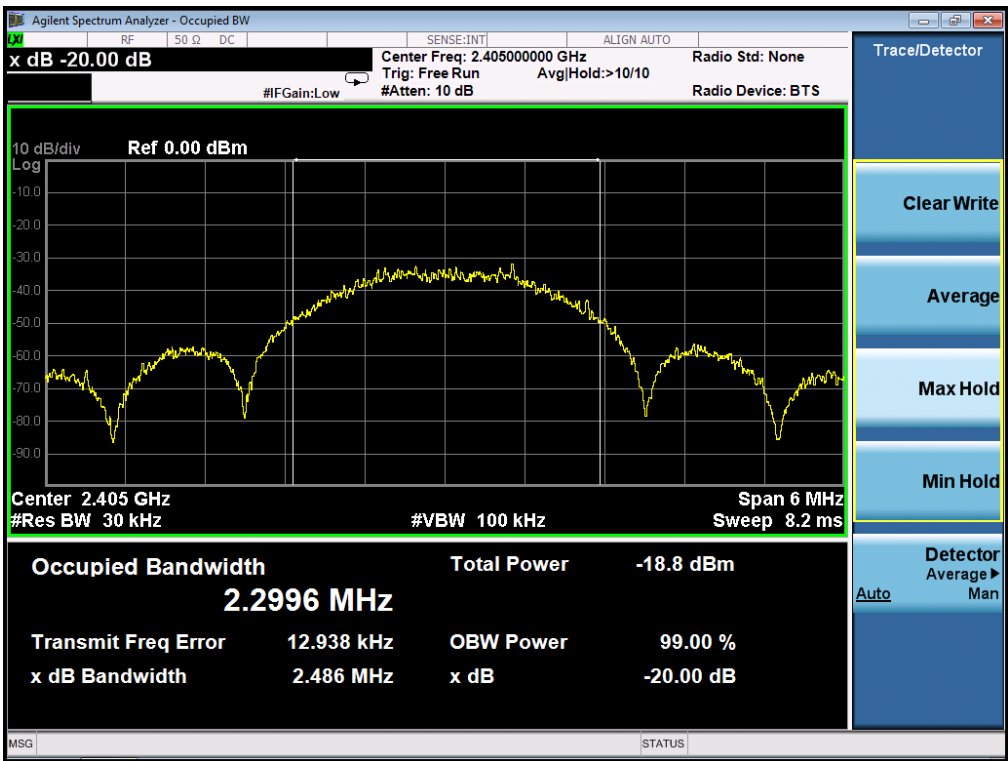 Agilent Spectrum Analyzer - Occupied BW
LXI RF 50 Ω DC SENSE:INT ALIGN AUTO
x dB -20.00 dB
Center Freq: 2.405000000 GHz Radio Std: None
Trig: Free Run Avg|Hold:>10/10
#IFGain:Low #Atten: 10 dB Radio Device: BTS
10 dB/div Ref 0.00 dBm
Log
-10.0
-20.0
-30.0
-40.0
-50.0
-60.0
-70.0
-80.0
-90.0
Center 2.405 GHz Span 6 MHz
#Res BW 30 kHz #VBW 100 kHz Sweep 8.2 ms
Occupied Bandwidth Total Power -18.8 dBm
2.2996 MHz
Transmit Freq Error 12.938 kHz OBW Power 99.00 %
x dB Bandwidth 2.486 MHz x dB -20.00 dB
MSG STATUS
Trace/Detector
Clear Write
Average
Max Hold
Min Hold
Detector
Average▶
Auto Man